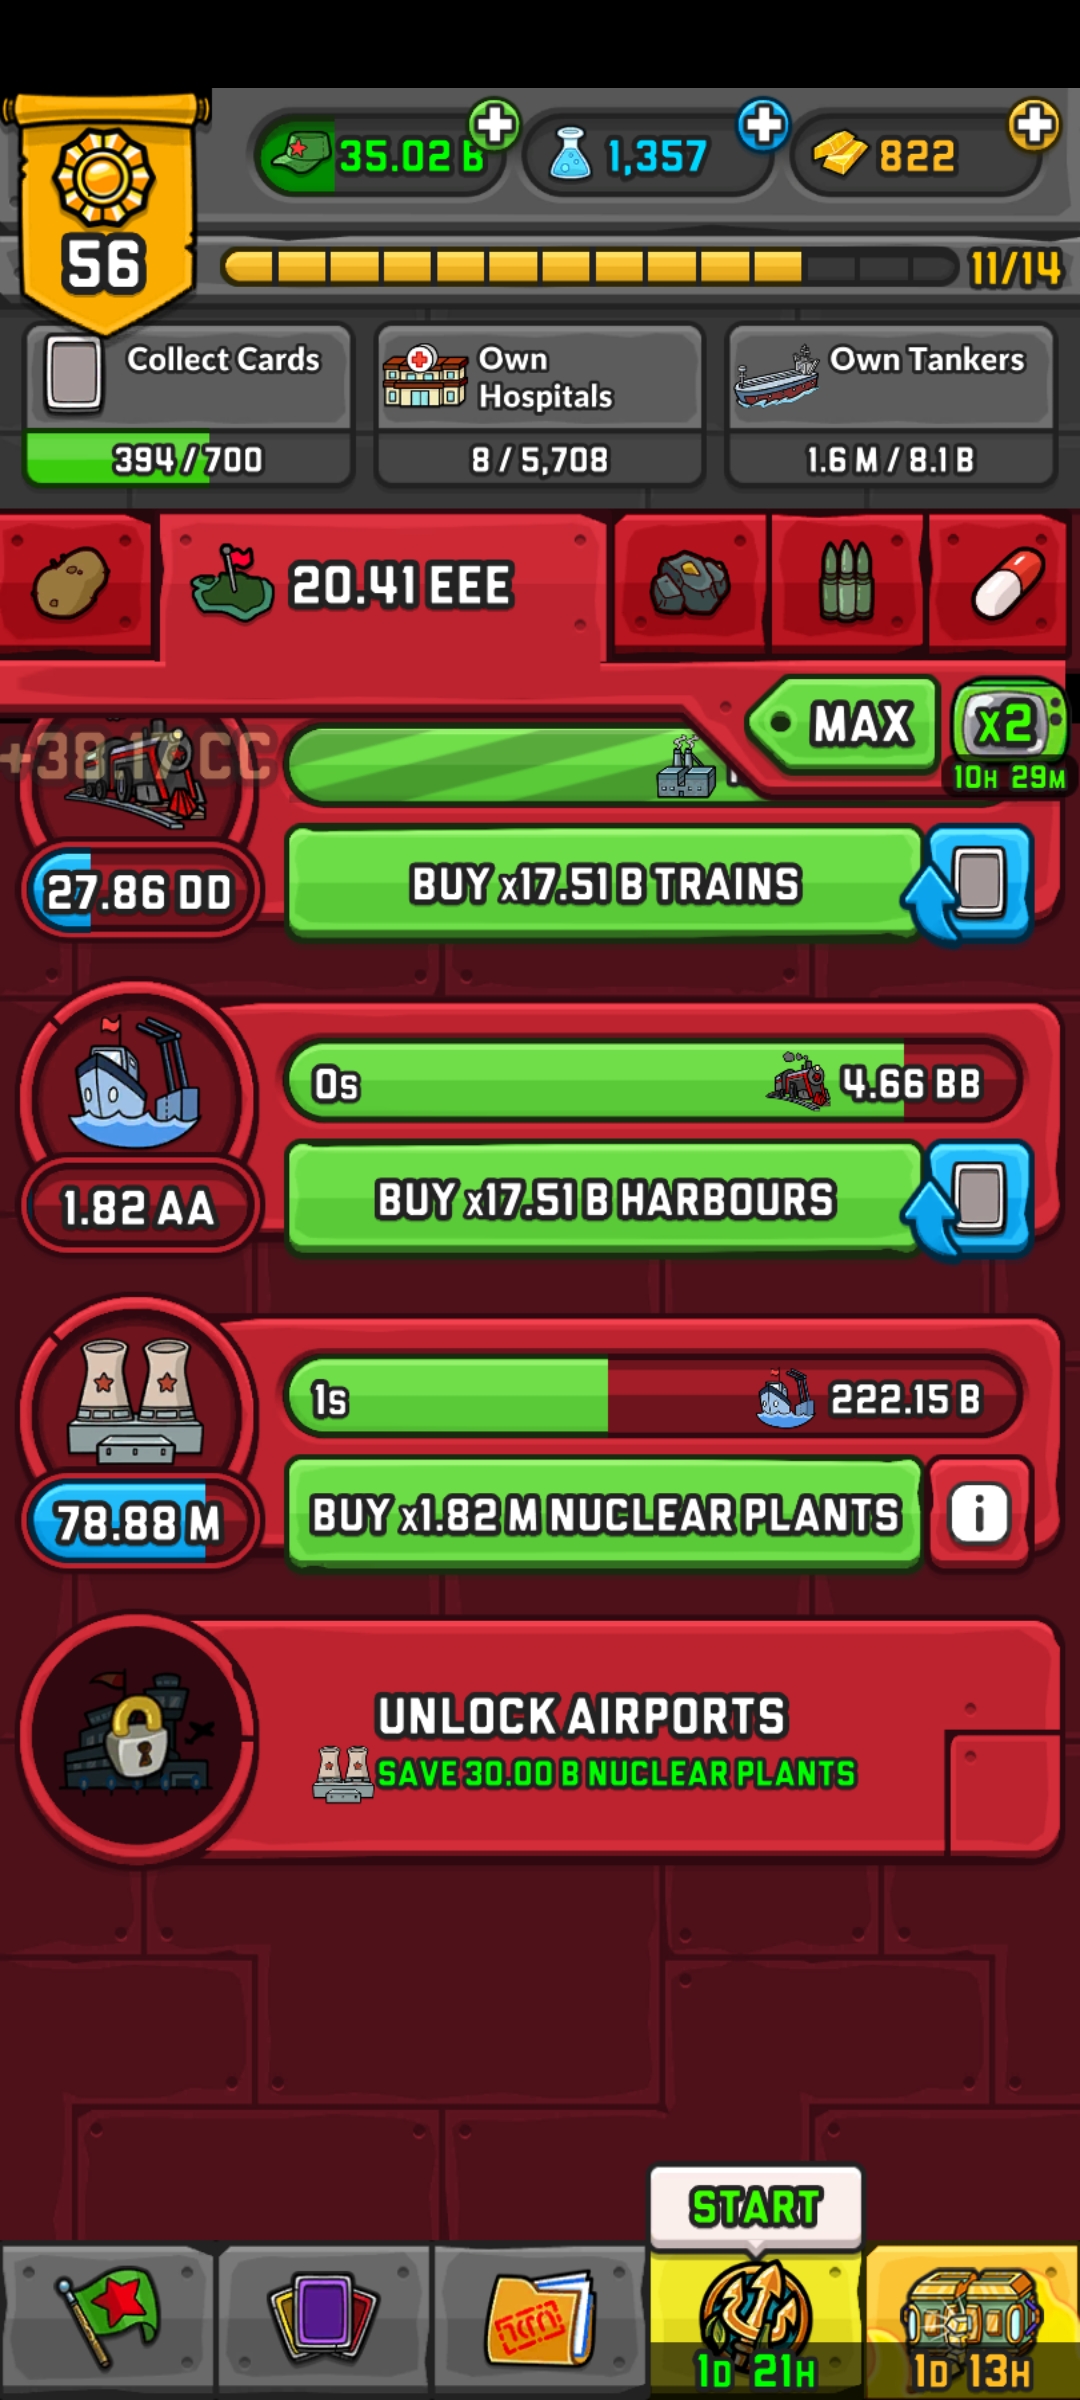 56
35.02 B
1,357
822
11/14
Collect Cards
394/700
Own
Hospitals
8/5,708
Own Tankers
1.6 M/8.1 B
20.41 EEE
MAX
x2
10H 29M
+38.17 CC
27.86 DD
BUY x17.51 B TRAINS
0s
4.66 BB
1.82 AA
BUY x17.51 B HARBOURS
1s
222.15 B
78.88 M
BUY x1.82 M NUCLEAR PLANTS
i
UNLOCK AIRPORTS
SAVE 30.00 B NUCLEAR PLANTS
START
1D 21H
1D 13H